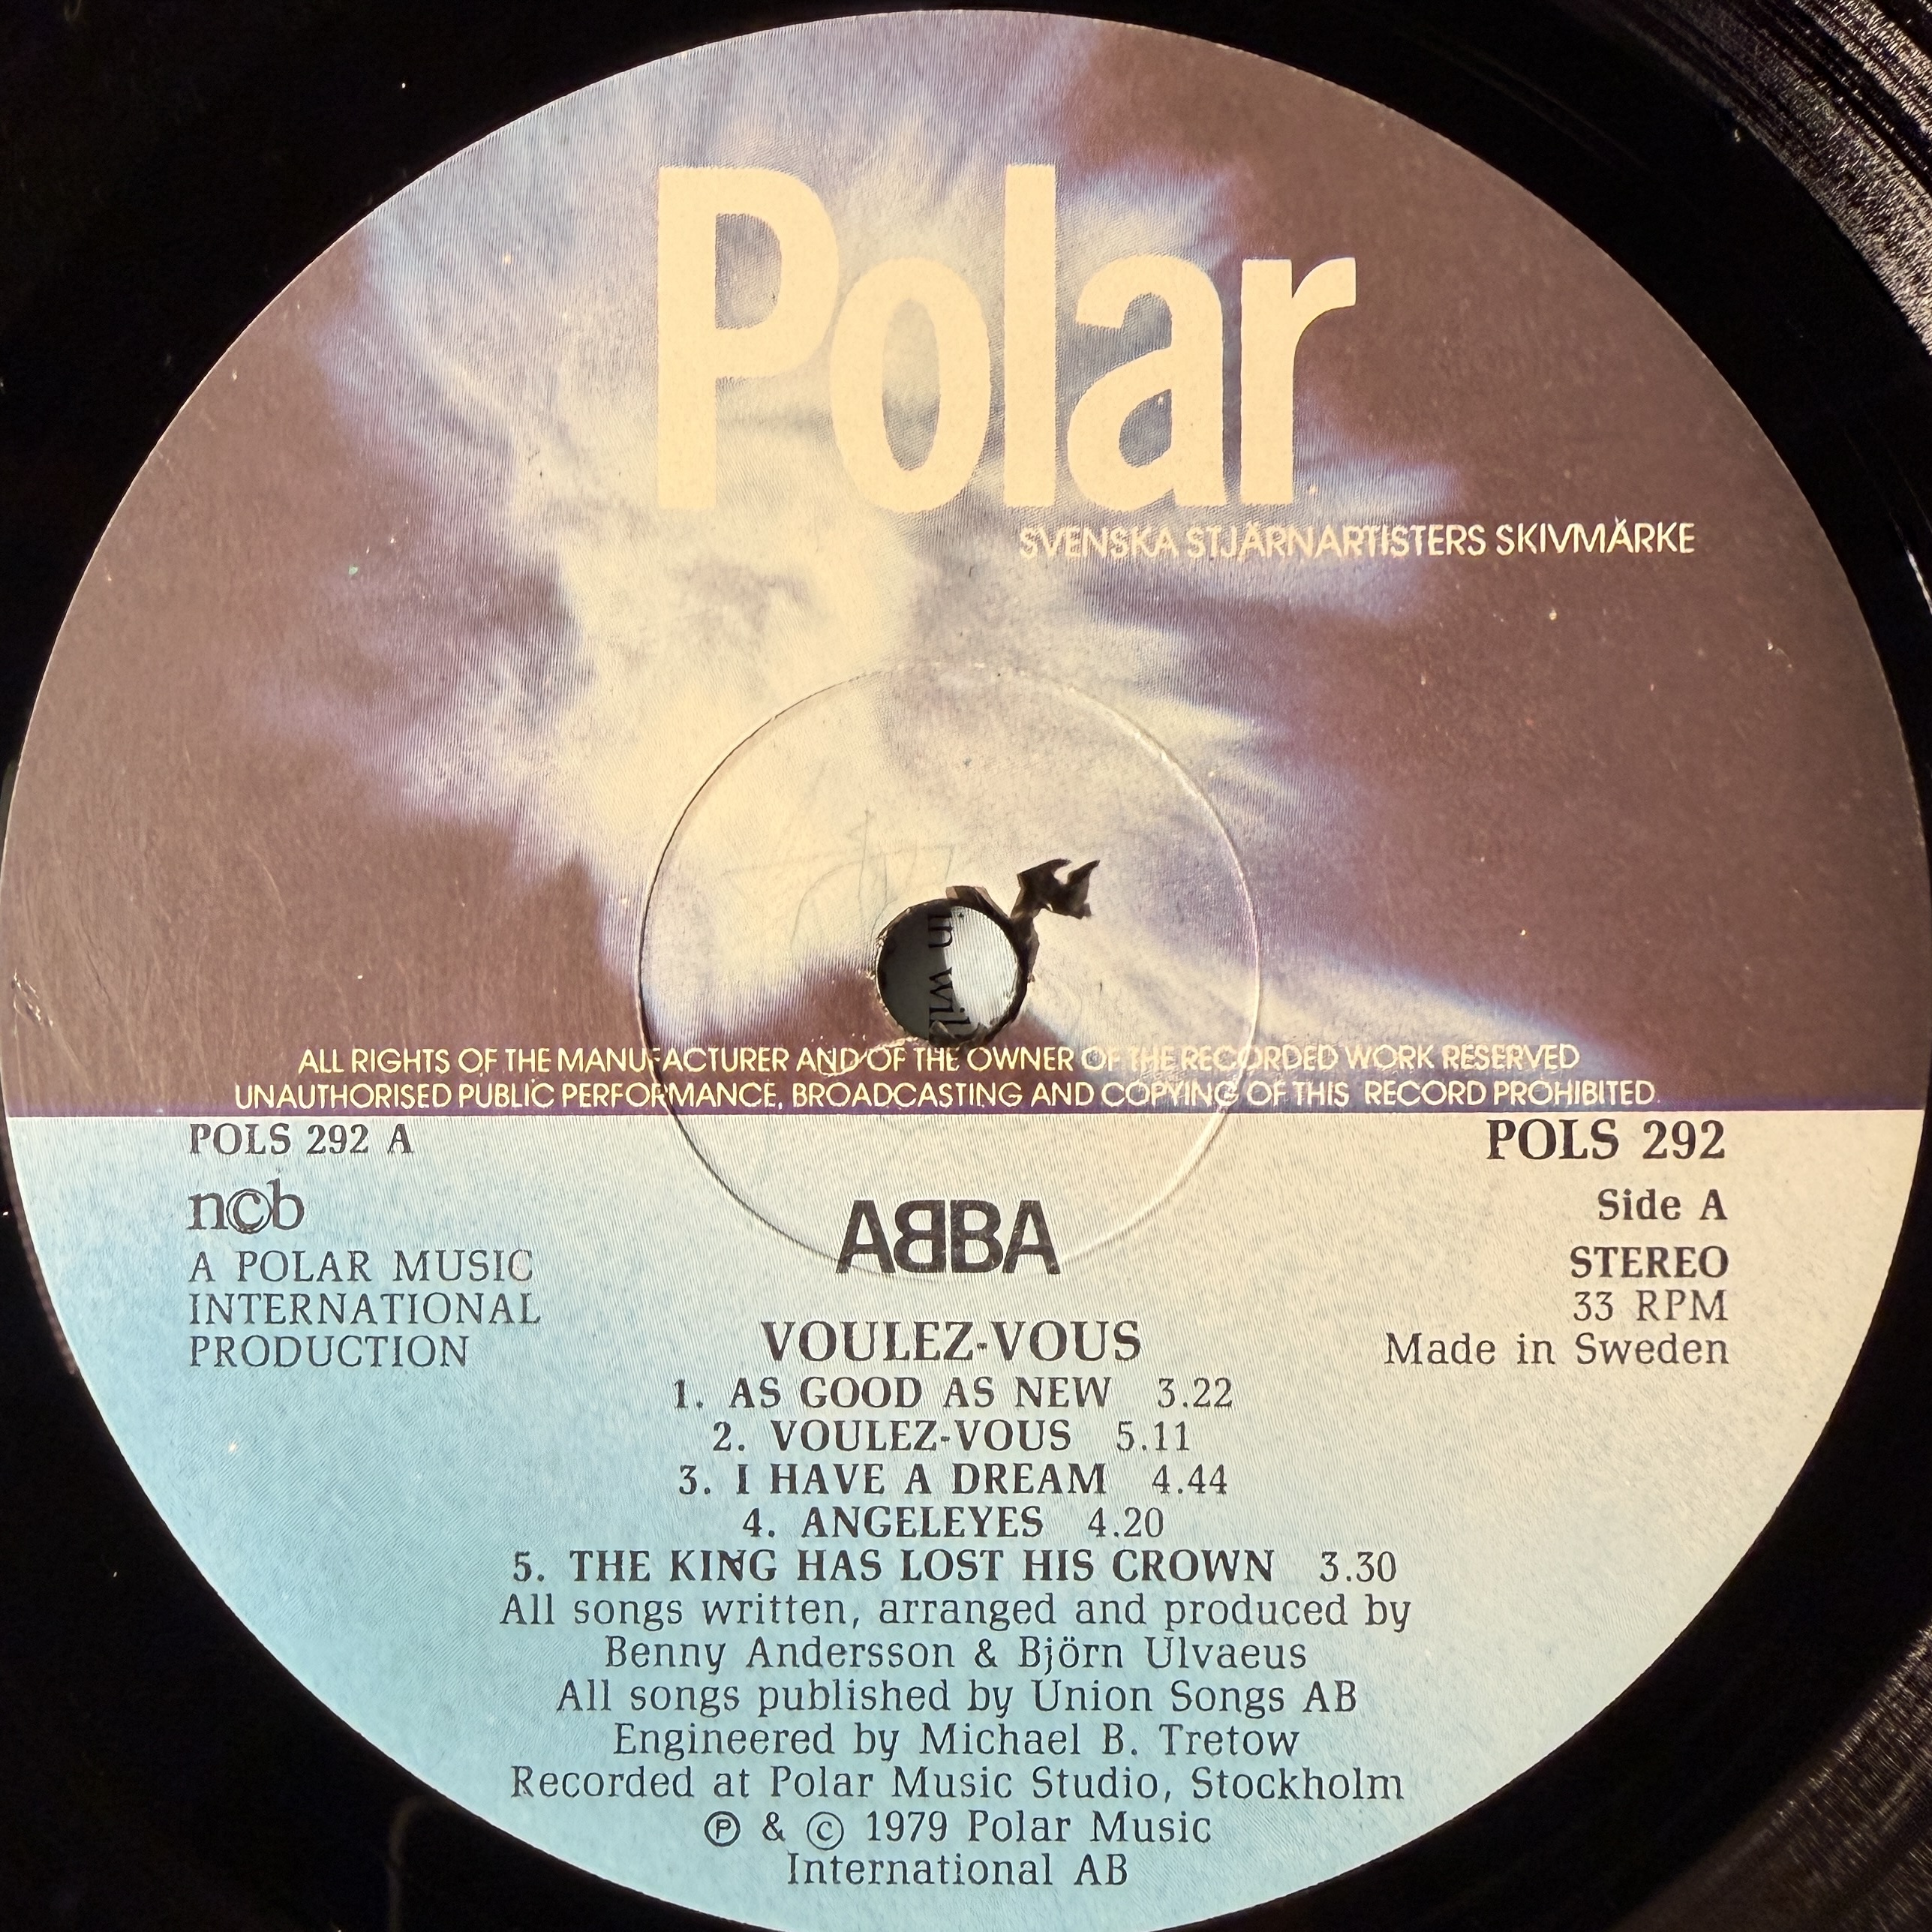 Polar
SVENSKA STJÄRNARTISTERS SKIVMÄRKE
in wil
ALL RIGHTS OF THE MANUFACTURER AND/OF THE OWNER OF THE RECORDED WORK RESERVED
UNAUTHORISED PUBLIC PERFORMANCE, BROADCASTING AND COPYING OF THIS RECORD PROHIBITED.
POLS 292 A
POLS 292
ncb
Side A
A POLAR MUSIC
INTERNATIONAL
PRODUCTION
STEREO
33 RPM
Made in Sweden
ABBA
VOULEZ-VOUS
1. AS GOOD AS NEW 3.22
2. VOULEZ-VOUS 5.11
3. I HAVE A DREAM 4.44
4. ANGELEYES 4.20
5. THE KING HAS LOST HIS CROWN 3.30
All songs written, arranged and produced by
Benny Andersson & Björn Ulvaeus
All songs published by Union Songs AB
Engineered by Michael B. Tretow
Recorded at Polar Music Studio, Stockholm
℗ & © 1979 Polar Music
International AB